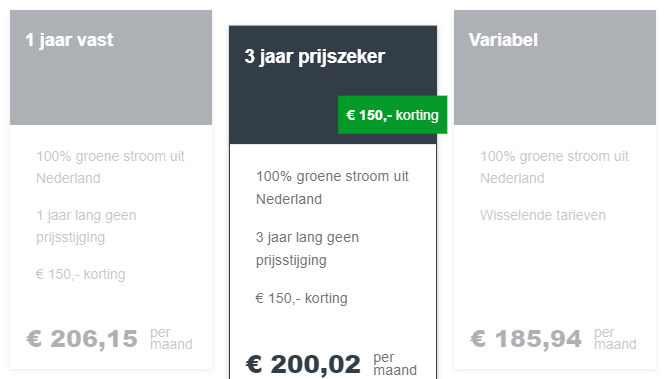 1 jaar vast
100% groene stroom uit
Nederland
1 jaar lang geen
prijsstijging
€ 150,- korting
€ 206,15 per
maand
3 jaar prijszeker
€ 150,- korting
100% groene stroom uit
Nederland
3 jaar lang geen
prijsstijging
€ 150,- korting
€ 200,02 per
maand
Variabel
100% groene stroom uit
Nederland
Wisselende tarieven
€ 185,94 per
maand